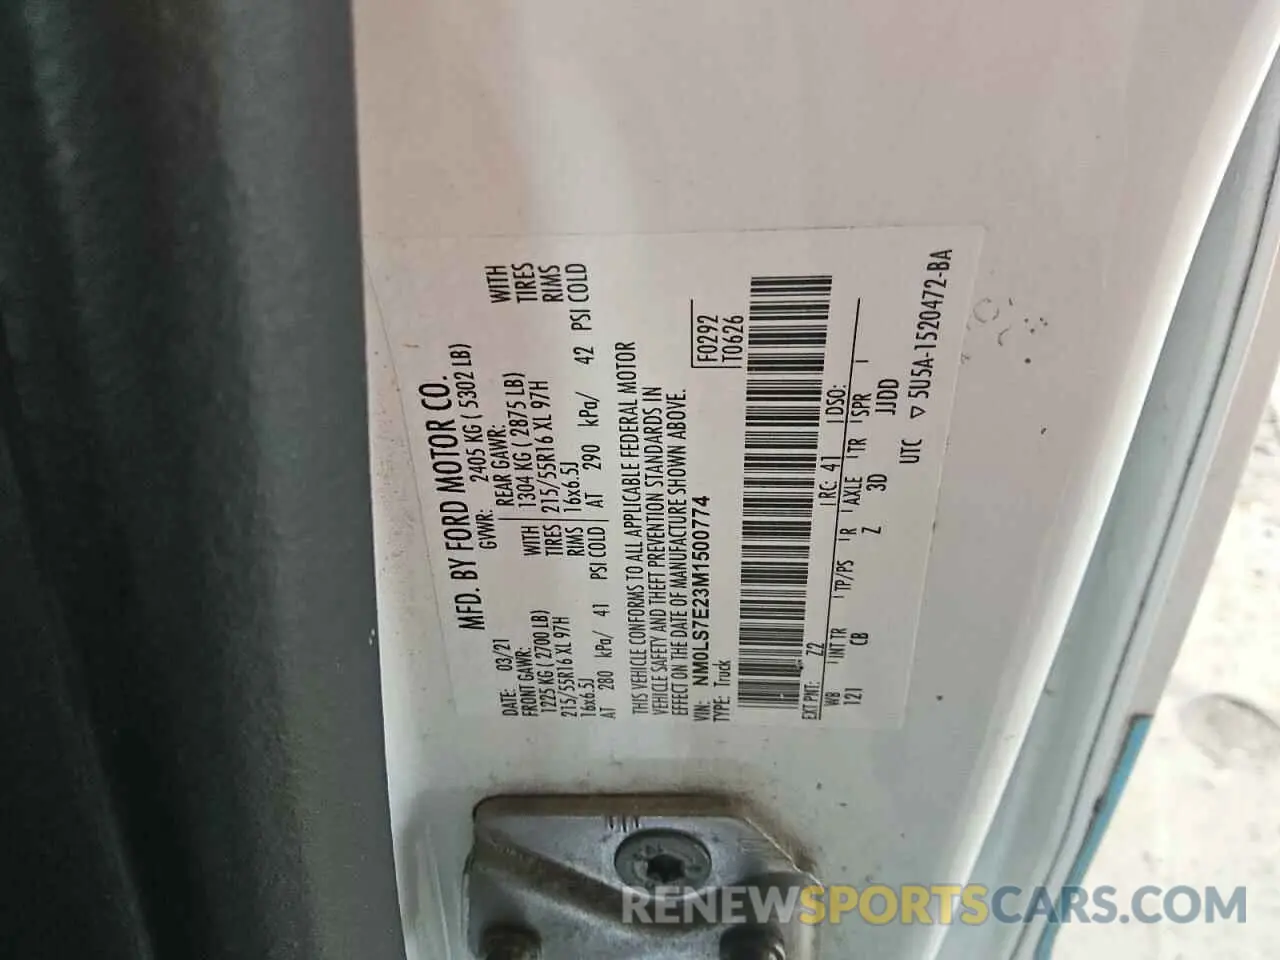 MFD. BY FORD MOTOR CO.
DATE: 03/21 GVWR: 2405 KG ( 5302 LB)
FRONT GAWR: REAR GAWR:
1225 KG ( 2700 LB) WITH 1304 KG ( 2875 LB) WITH
215/55R16 XL 97H TIRES 215/55R16 XL 97H TIRES
16x6.5J RIMS 16x6.5J RIMS
AT 280 kPa/ 41 PSI COLD AT 290 kPa/ 42 PSI COLD
THIS VEHICLE CONFORMS TO ALL APPLICABLE FEDERAL MOTOR
VEHICLE SAFETY AND THEFT PREVENTION STANDARDS IN
EFFECT ON THE DATE OF MANUFACTURE SHOWN ABOVE.
VIN: NM0LS7E23M1500774 F0292
TYPE: Truck T0626
EXT PNT: Z2 RC: 41 DSO:
WB INT TR TP/PS R AXLE TR SPR
121 CB Z 3D JJDD
UTC ▽ 5U5A-1520472-BA
RENEWSPORTSCARS.COM